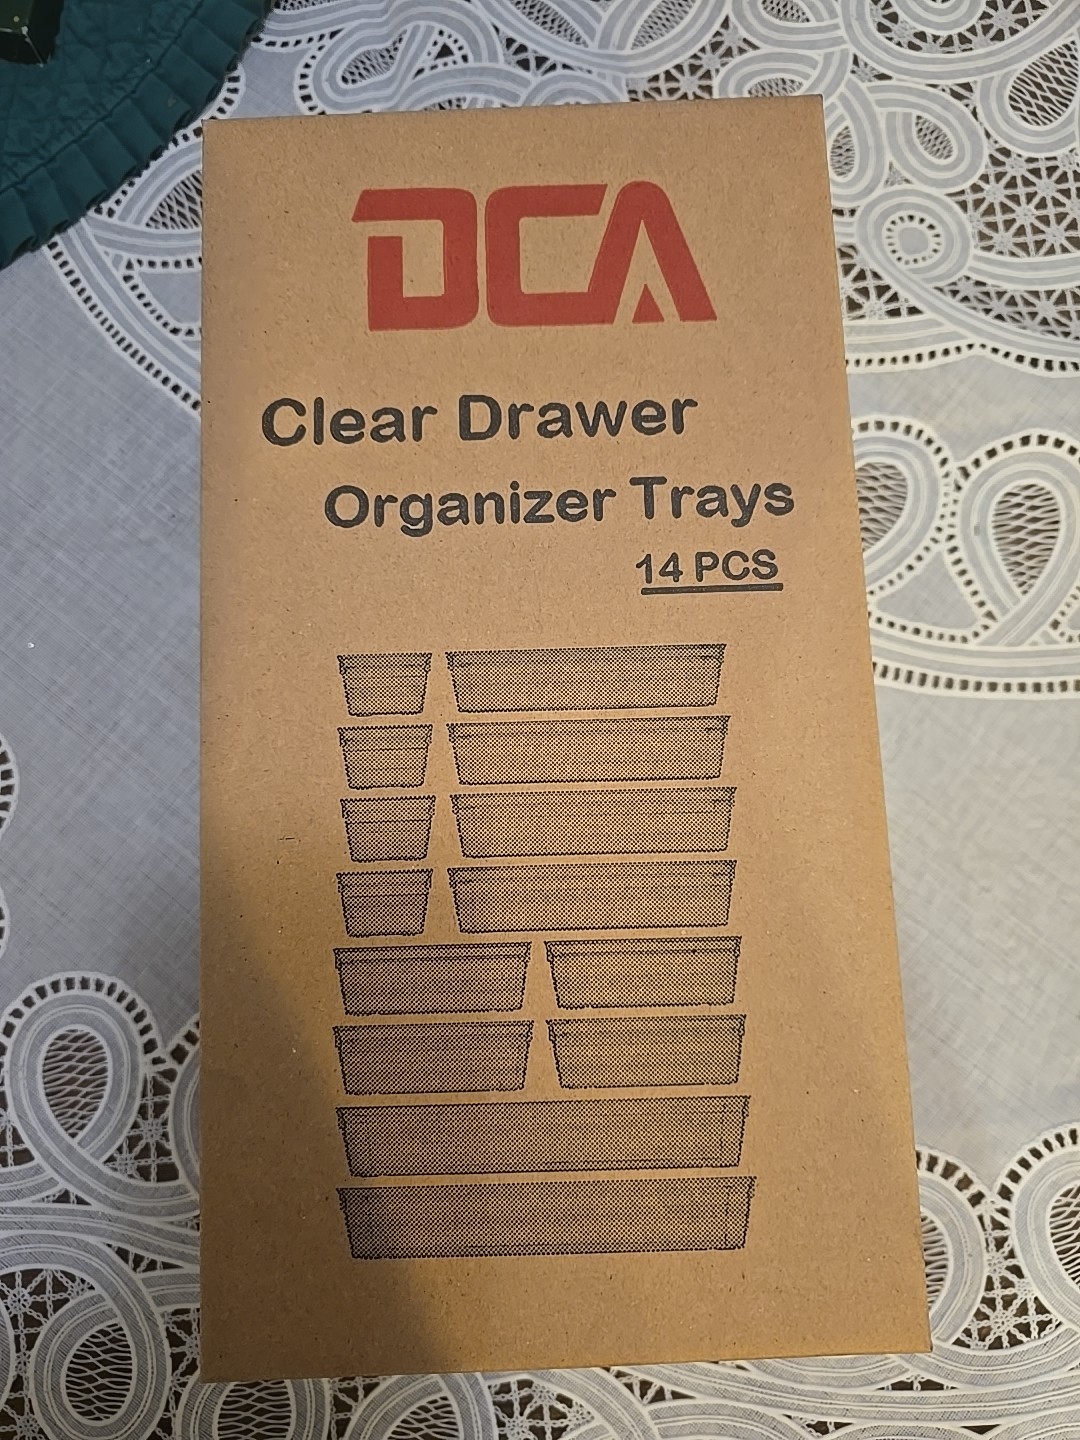 DCA
Clear Drawer
Organizer Trays
14 PCS